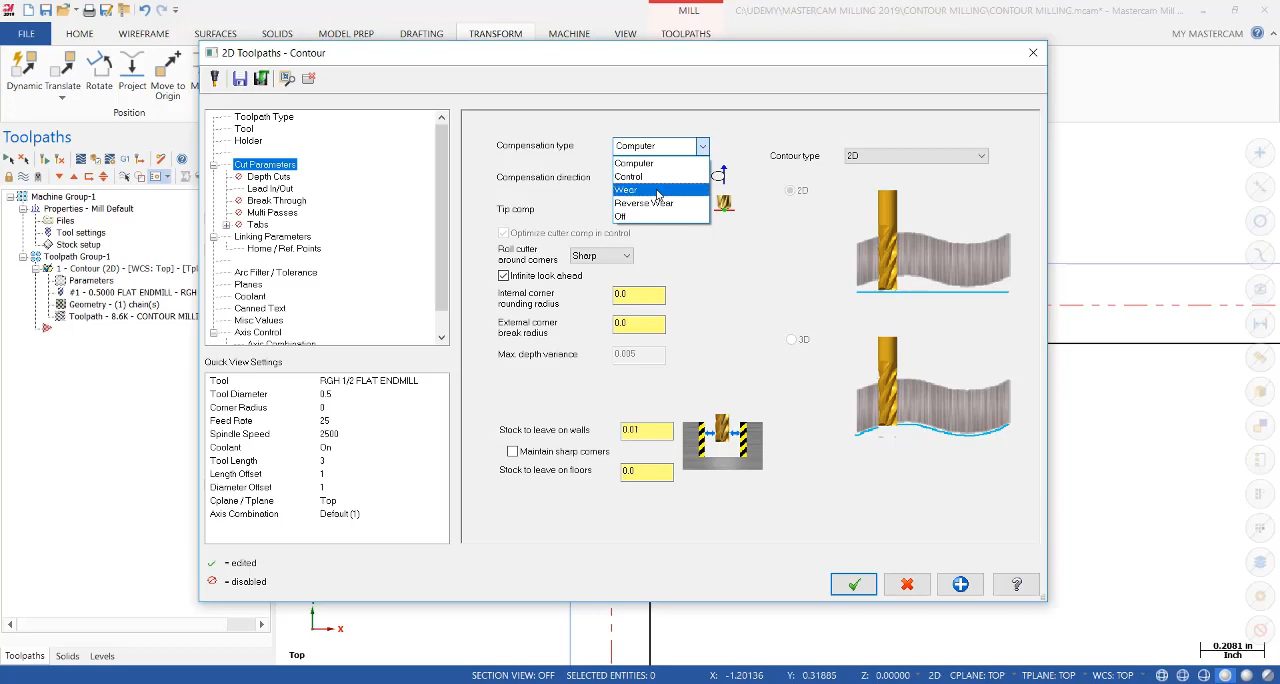 2019
MILL
C:\UDEMY\MASTERCAM MILLING 2019\CONTOUR MILLING\CONTOUR MILLING.mcam* - Mastercam Mill ...
FILE
HOME
WIREFRAME
SURFACES
SOLIDS
MODEL PREP
DRAFTING
TRANSFORM
MACHINE
VIEW
TOOLPATHS
MY MASTERCAM
Dynamic
Translate
Rotate
Project
Move to
Origin
Position
2D Toolpaths - Contour
Toolpaths
G1
Machine Group-1
Properties - Mill Default
Files
Tool settings
Stock setup
Toolpath Group-1
1 - Contour (2D) - [WCS: Top] - [Tpl
Parameters
#1 - 0.5000 FLAT ENDMILL - RGH
Geometry - (1) chain(s)
Toolpath - 8.6K - CONTOUR MILL
Toolpath Type
Tool
Holder
Cut Parameters
Depth Cuts
Lead In/Out
Break Through
Multi Passes
Tabs
Linking Parameters
Home / Ref. Points
Arc Filter / Tolerance
Planes
Coolant
Canned Text
Misc Values
Axis Control
Axis Combination
Quick View Settings
Tool RGH 1/2 FLAT ENDMILL
Tool Diameter 0.5
Corner Radius 0
Feed Rate 25
Spindle Speed 2500
Coolant On
Tool Length 3
Length Offset 1
Diameter Offset 1
Cplane / Tplane Top
Axis Combination Default (1)
= edited
= disabled
Compensation type Computer
Computer
Control
Wear
Reverse Wear
Off
Compensation direction
Tip comp
Optimize cutter comp in control
Roll cutter
around corners Sharp
Infinite look ahead
Internal corner
rounding radius 0.0
External corner
break radius 0.0
Max. depth variance 0.005
Stock to leave on walls 0.01
Maintain sharp corners
Stock to leave on floors 0.0
Contour type 2D
2D
3D
X
Top
Toolpaths
Solids
Levels
0.2081 in
Inch
SECTION VIEW: OFF
SELECTED ENTITIES: 0
X: -1.20136
Y: 0.31885
Z: 0.00000
2D
CPLANE: TOP
TPLANE: TOP
WCS: TOP